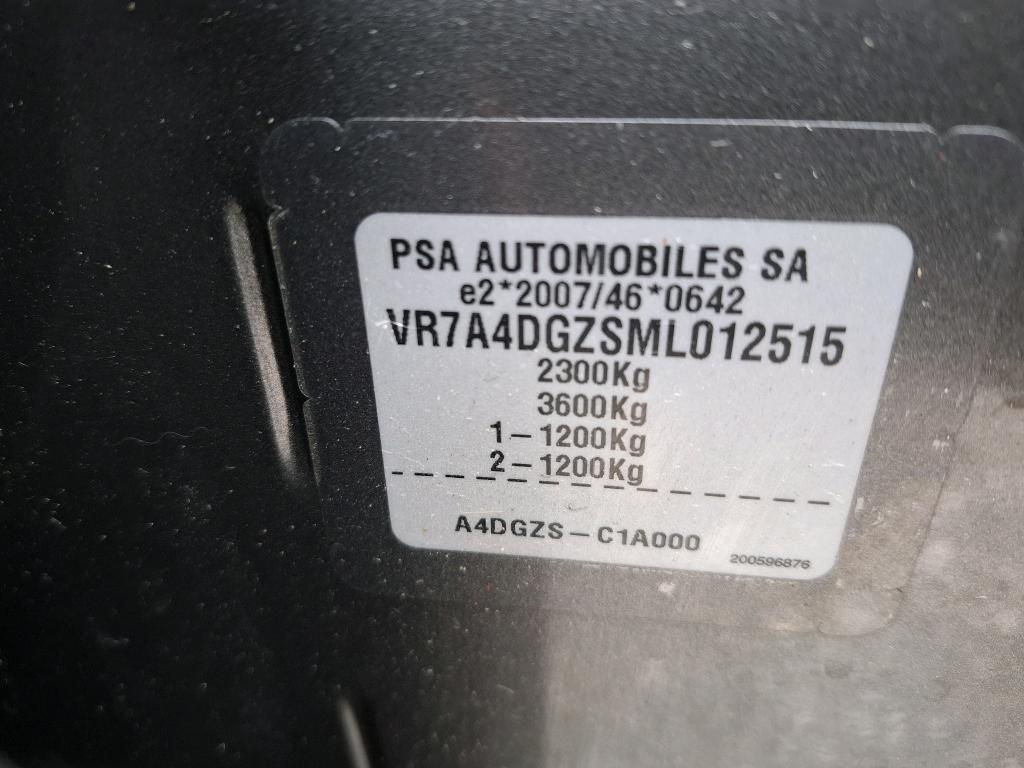 PSA AUTOMOBILES SA
e2*2007/46*0642
VR7A4DGZSML012515
2300Kg
3600Kg
1-1200Kg
2-1200Kg
A4DGZS-C1A000
200596876